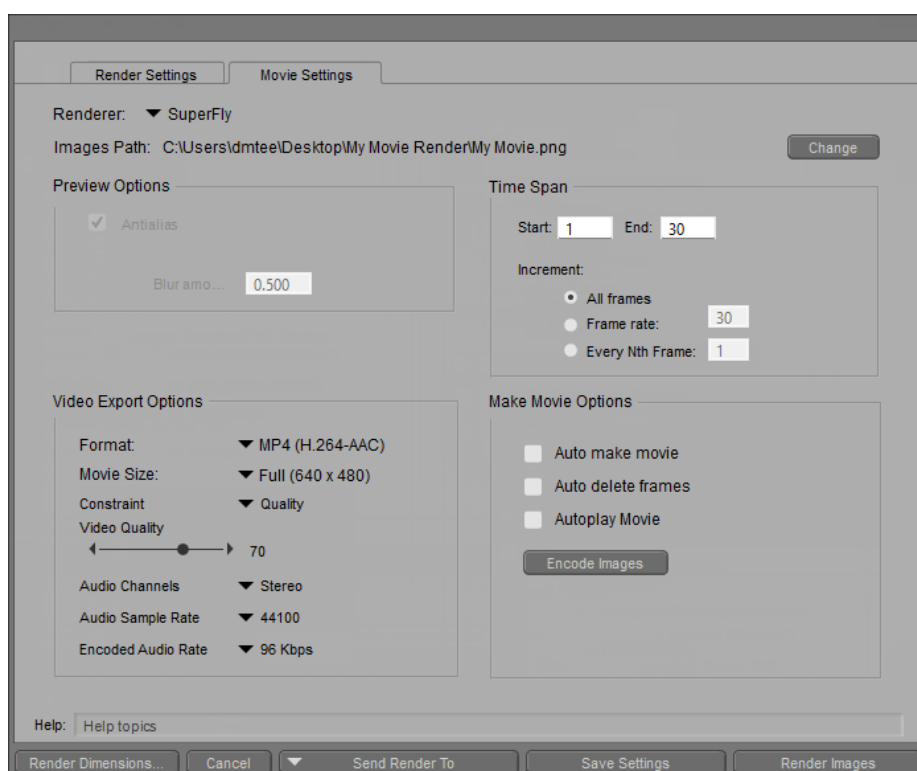 Render Settings Movie Settings
Renderer: SuperFly
Images Path: C:\Users\dmtee\Desktop\My Movie Render\My Movie.png Change
Preview Options
Antialias
Blur amo... 0.500
Time Span
Start: 1 End: 30
Increment:
All frames
Frame rate: 30
Every Nth Frame: 1
Video Export Options
Format: MP4 (H.264-AAC)
Movie Size: Full (640 x 480)
Constraint Quality
Video Quality
70
Audio Channels Stereo
Audio Sample Rate 44100
Encoded Audio Rate 96 Kbps
Make Movie Options
Auto make movie
Auto delete frames
Autoplay Movie
Encode Images
Help: Help topics
Render Dimensions... Cancel Send Render To Save Settings Render Images